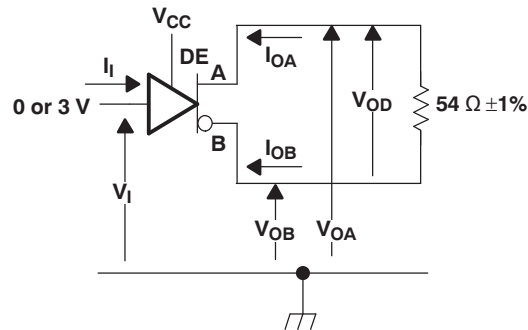 V_CC
I_I
DE
A
I_OA
0 or 3 V
V_OD
54 Ω ±1%
B
I_OB
V_I
V_OB
V_OA